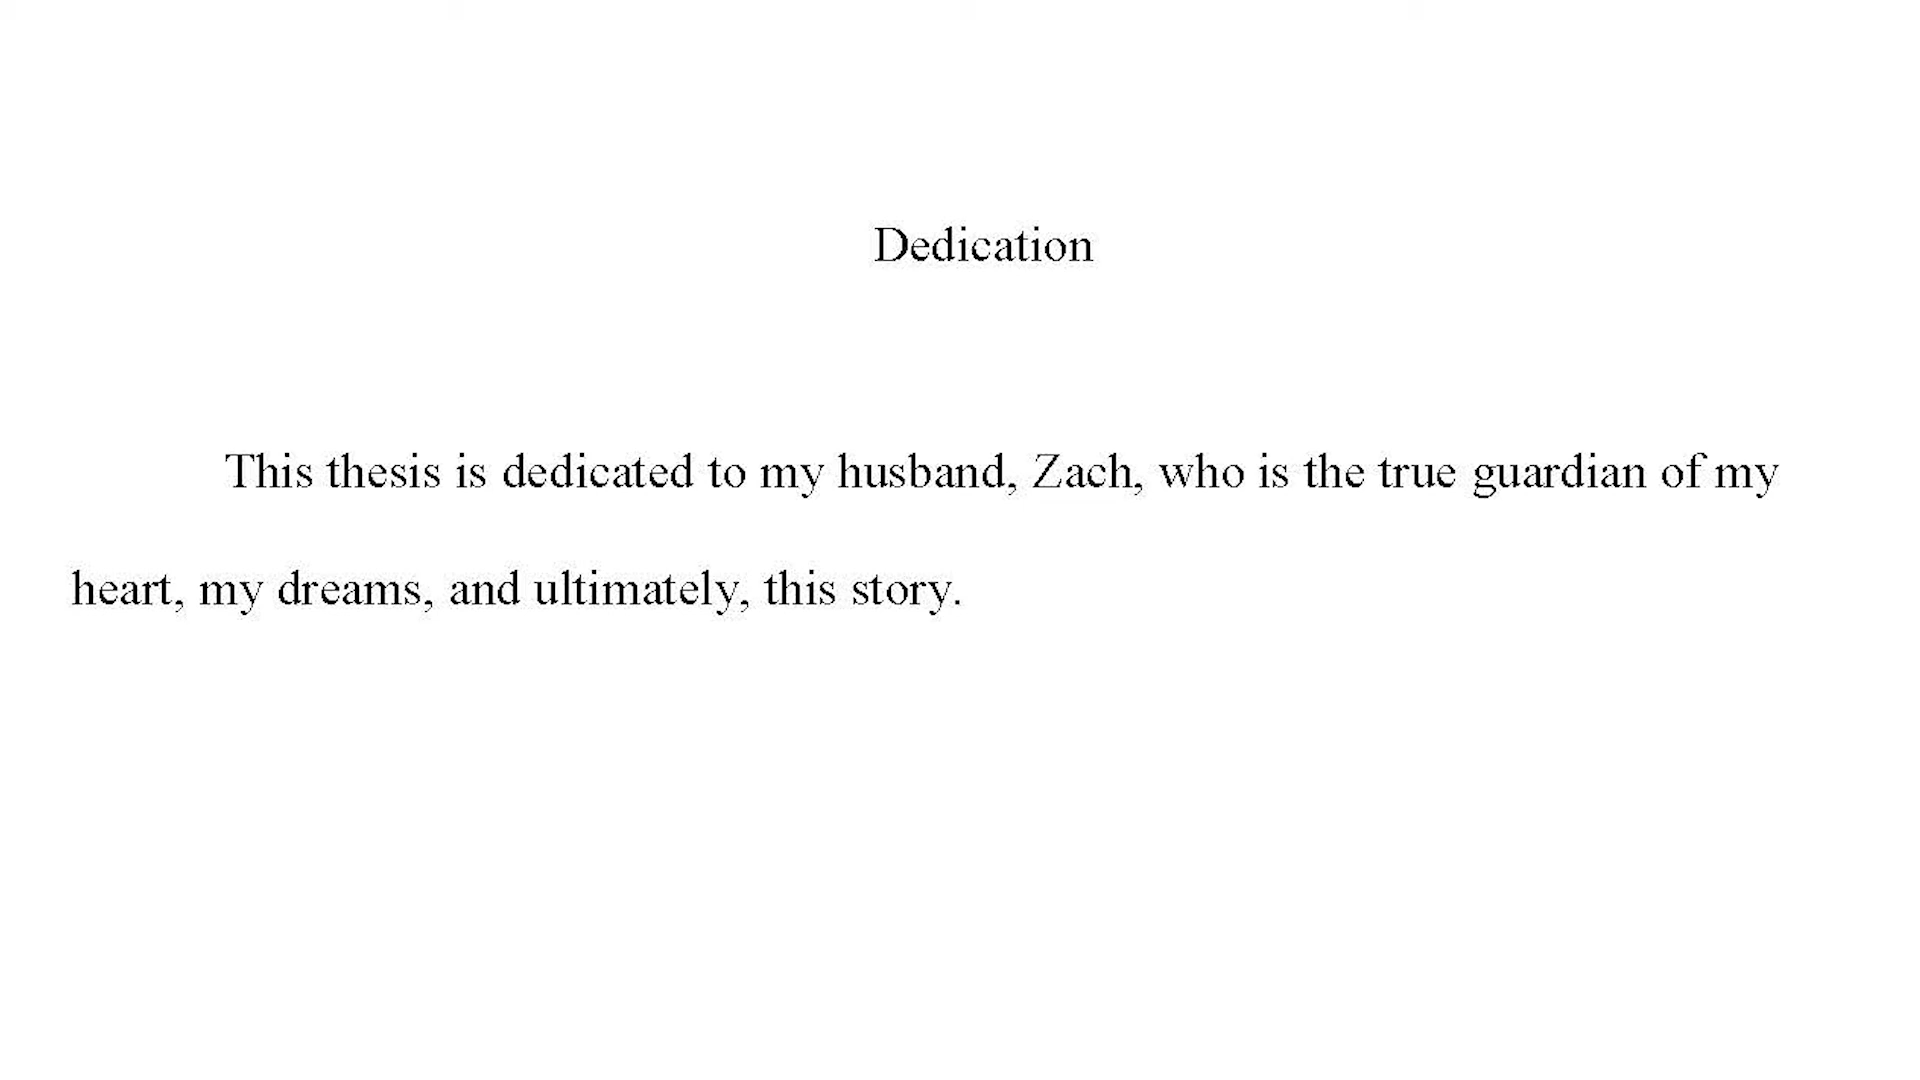 Dedication
This thesis is dedicated to my husband, Zach, who is the true guardian of my
heart, my dreams, and ultimately, this story.